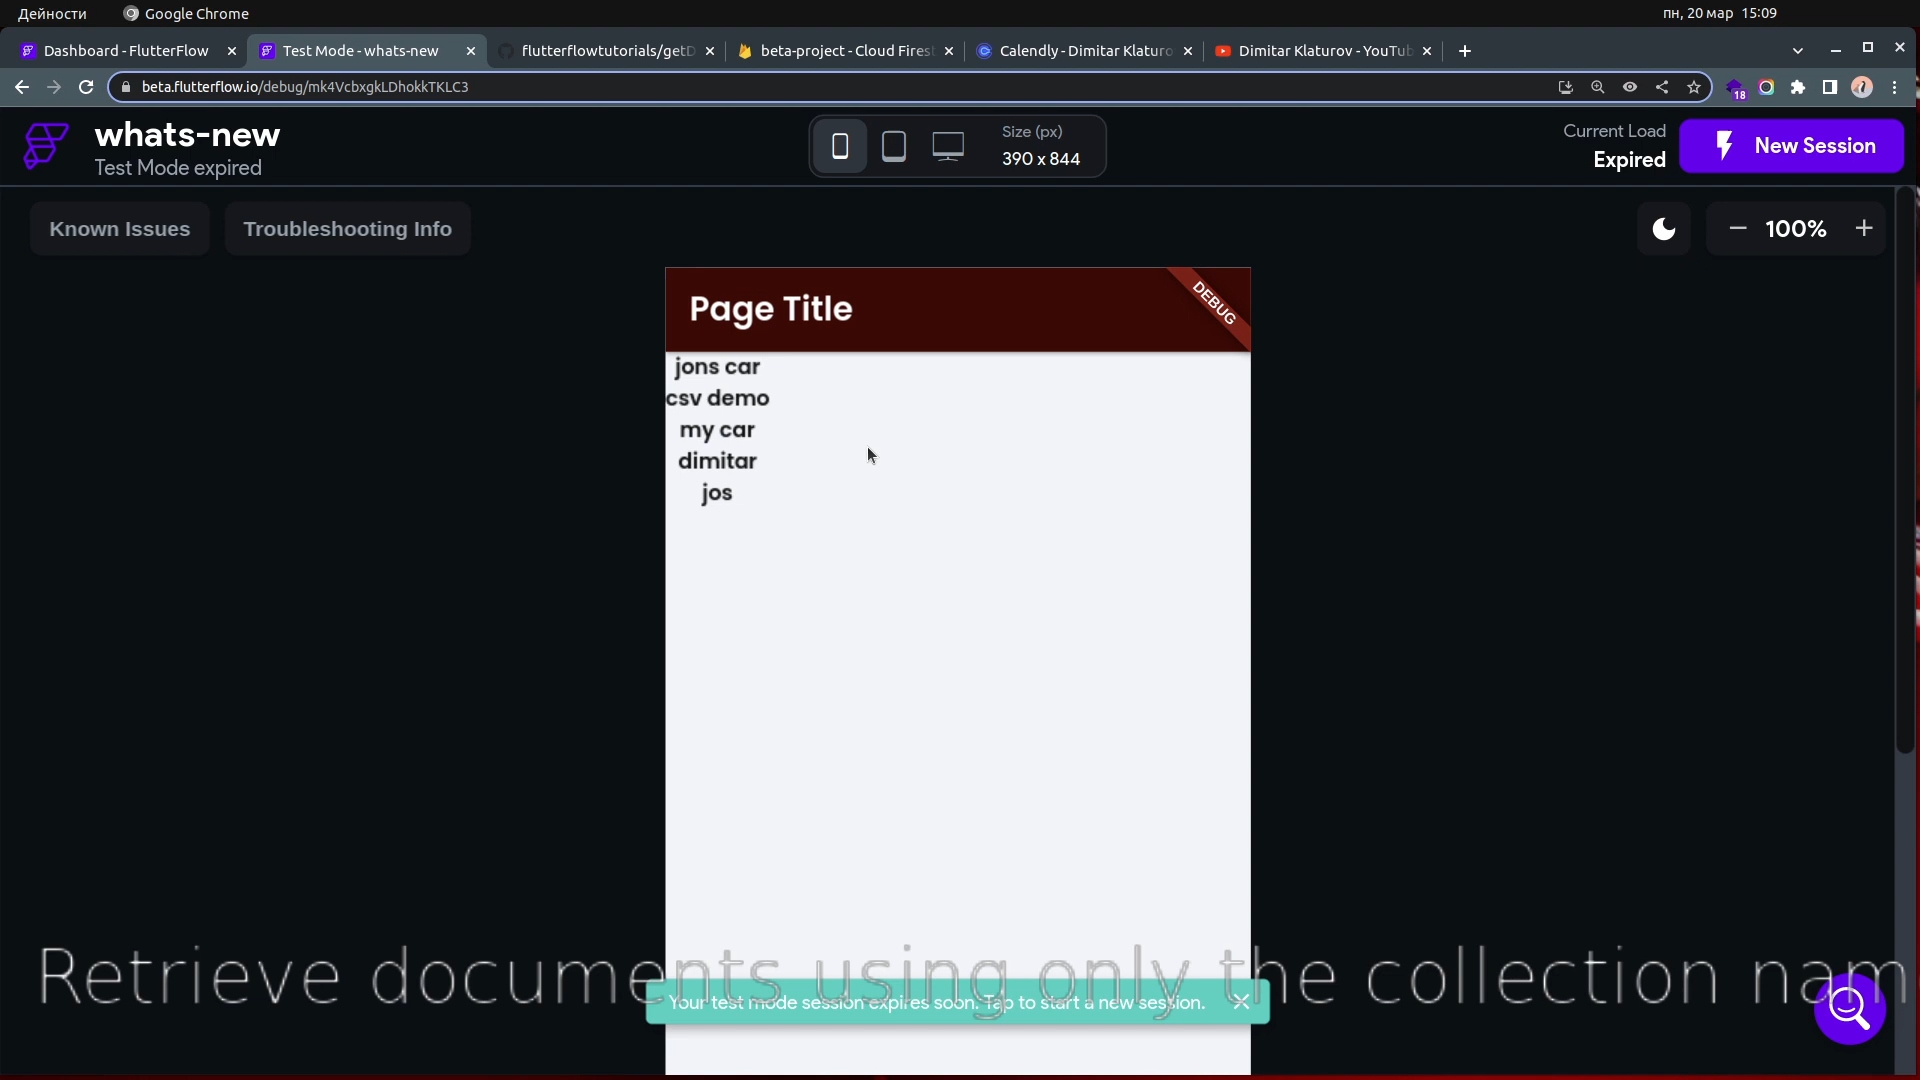 Дейности
Google Chrome
пн, 20 мар 15:09
Dashboard - FlutterFlow
Test Mode - whats-new
flutterflowtutorials/getD
beta-project - Cloud Firest
Calendly - Dimitar Klaturo
Dimitar Klaturov - YouTub
beta.flutterflow.io/debug/mk4VcbxgkLDhokkTKLC3
18
whats-new
Test Mode expired
Size (px)
390 x 844
Current Load
Expired
New Session
Known Issues
Troubleshooting Info
100%
Page Title
DEBUG
jons car
csv demo
my car
dimitar
jos
Retrieve documents using only the collection nam
Your test mode session expires soon. Tap to start a new session.